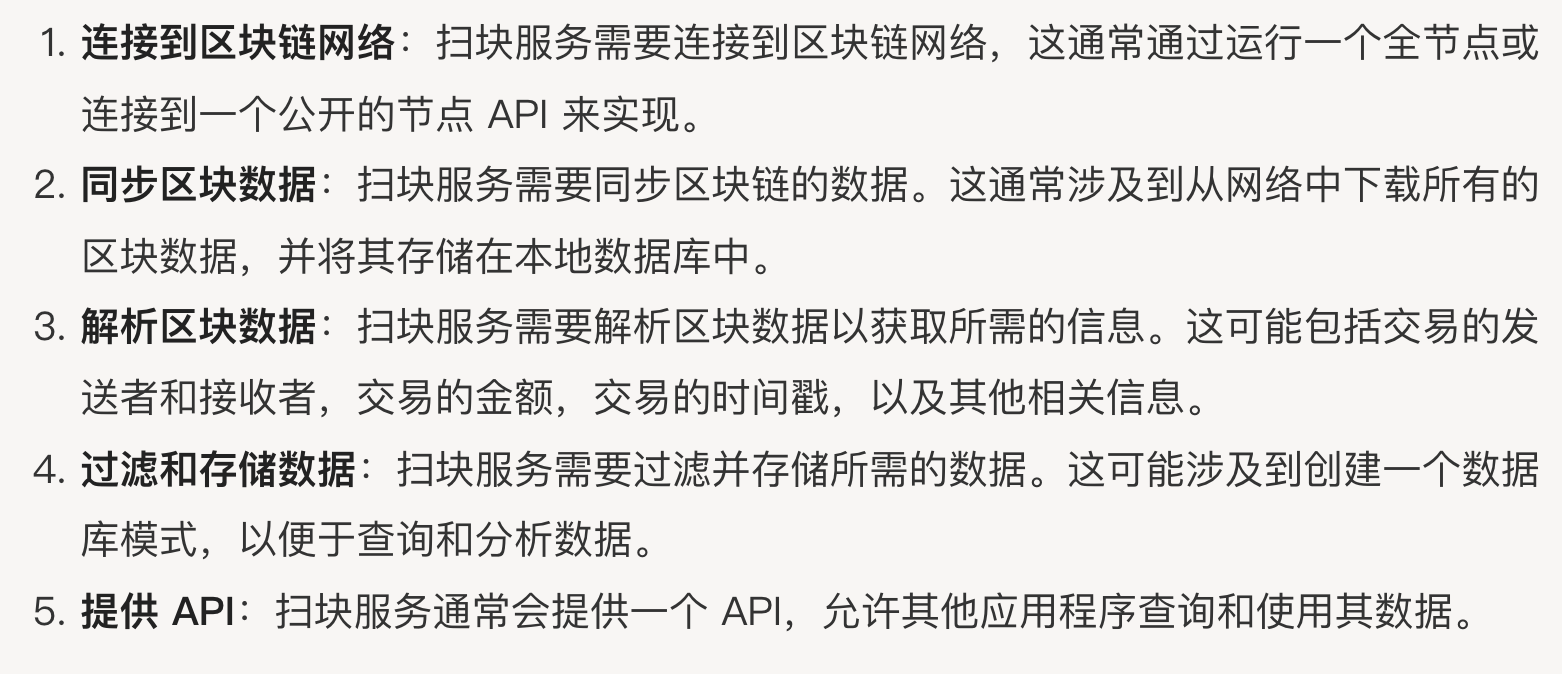 1. 连接到区块链网络：扫块服务需要连接到区块链网络，这通常通过运行一个全节点或
连接到一个公开的节点 API 来实现。
2. 同步区块数据：扫块服务需要同步区块链的数据。这通常涉及到从网络中下载所有的
区块数据，并将其存储在本地数据库中。
3. 解析区块数据：扫块服务需要解析区块数据以获取所需的信息。这可能包括交易的发
送者和接收者，交易的金额，交易的时间戳，以及其他相关信息。
4. 过滤和存储数据：扫块服务需要过滤并存储所需的数据。这可能涉及到创建一个数据
库模式，以便于查询和分析数据。
5. 提供 API：扫块服务通常会提供一个 API，允许其他应用程序查询和使用其数据。